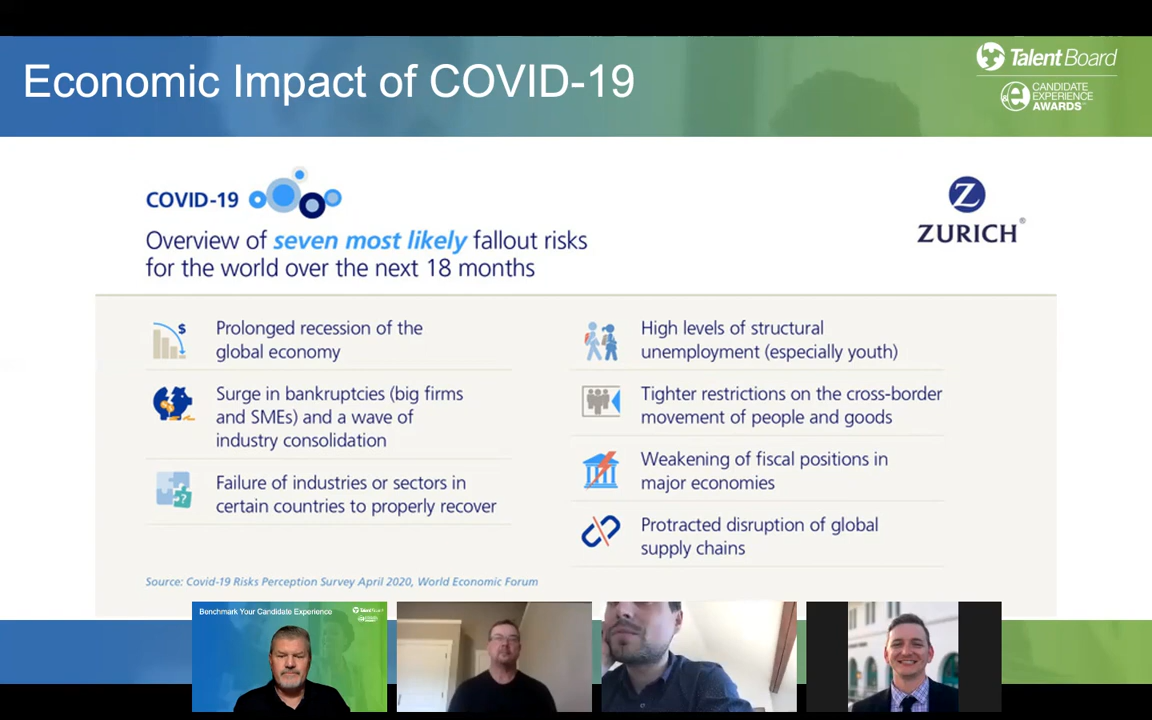 Economic Impact of COVID-19
TalentBoard
CANDIDATE
EXPERIENCE
AWARDS
COVID-19
Overview of seven most likely fallout risks
for the world over the next 18 months
Z
ZURICH®
$
Prolonged recession of the
global economy
Surge in bankruptcies (big firms
and SMEs) and a wave of
industry consolidation
?
Failure of industries or sectors in
certain countries to properly recover
High levels of structural
unemployment (especially youth)
Tighter restrictions on the cross-border
movement of people and goods
Weakening of fiscal positions in
major economies
Protracted disruption of global
supply chains
Source: Covid-19 Risks Perception Survey April 2020, World Economic Forum
Benchmark Your Candidate Experience
TalentBoard